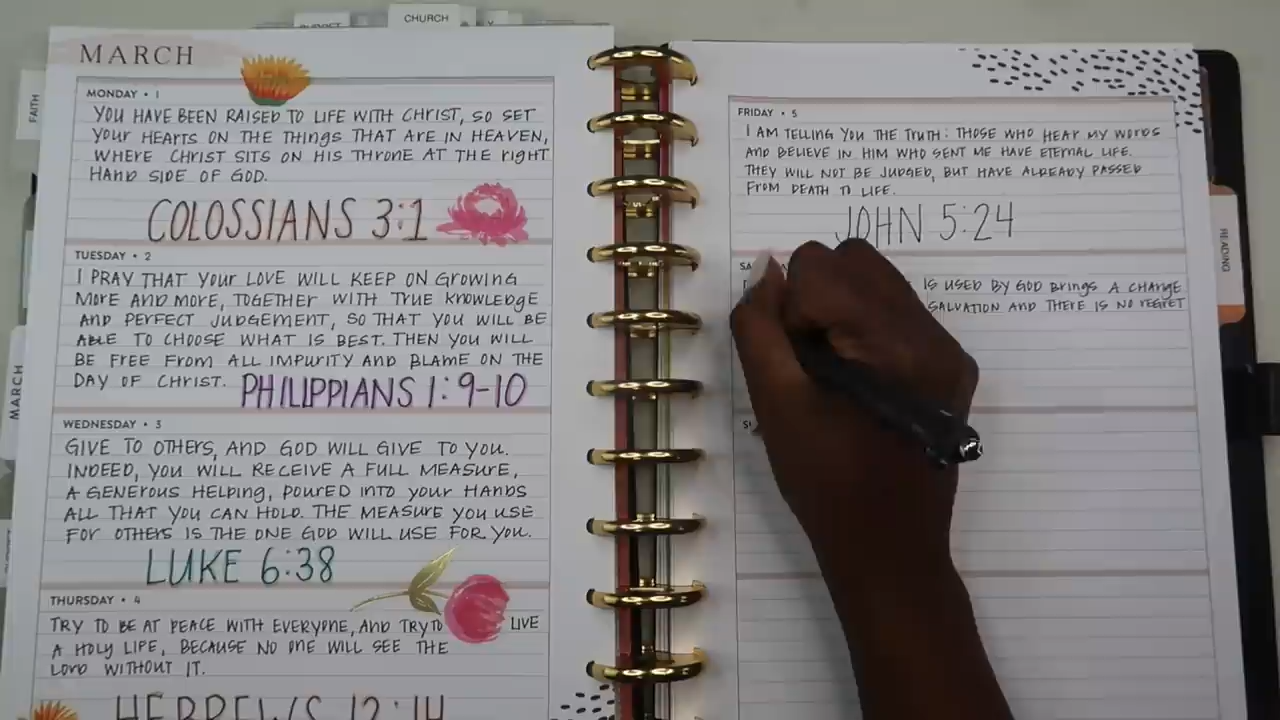 CHURCH
FAITH
MARCH
READING
MARCH
MONDAY • 1
YOU HAVE BEEN RAISED TO LIFE WITH CHRIST, SO SET
YOUR HEARTS ON THE THINGS THAT ARE IN HEAVEN,
WHERE CHRIST SITS ON HIS THRONE AT THE RIGHT
HAND SIDE OF GOD.
COLOSSIANS 3:1
TUESDAY • 2
I PRAY THAT YOUR LOVE WILL KEEP ON GROWING
MORE AND MORE, TOGETHER WITH TRUE KNOWLEDGE
AND PERFECT JUDGEMENT, SO THAT YOU WILL BE
ABLE TO CHOOSE WHAT IS BEST. THEN YOU WILL
BE FREE FROM ALL IMPURITY AND BLAME ON THE
DAY OF CHRIST. PHILIPPIANS 1:9-10
WEDNESDAY • 3
GIVE TO OTHERS, AND GOD WILL GIVE TO YOU.
INDEED, YOU WILL RECEIVE A FULL MEASURE,
A GENEROUS HELPING, POURED INTO YOUR HANDS
ALL THAT YOU CAN HOLD. THE MEASURE YOU USE
FOR OTHERS IS THE ONE GOD WILL USE FOR YOU.
LUKE 6:38
THURSDAY • 4
TRY TO BE AT PEACE WITH EVERYONE, AND TRY TO LIVE
A HOLY LIFE, BECAUSE NO ONE WILL SEE THE
LORD WITHOUT IT.
HEBREWS 12:14
FRIDAY • 5
I AM TELLING YOU THE TRUTH: THOSE WHO HEAR MY WORDS
AND BELIEVE IN HIM WHO SENT ME HAVE ETERNAL LIFE.
THEY WILL NOT BE JUDGED, BUT HAVE ALREADY PASSED
FROM DEATH TO LIFE.
JOHN 5:24
IS USED BY GOD BRINGS A CHANGE
SALVATION AND THERE IS NO REGRET